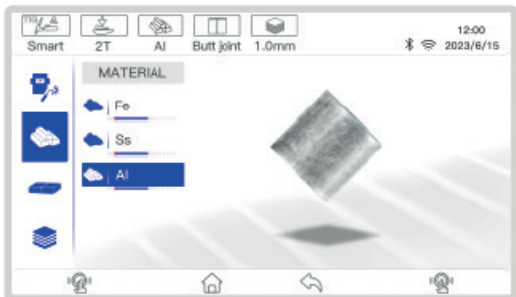 Smart 2T Al Butt joint 1.0mm
12:00
2023/6/15
MATERIAL
Fe
Ss
Al